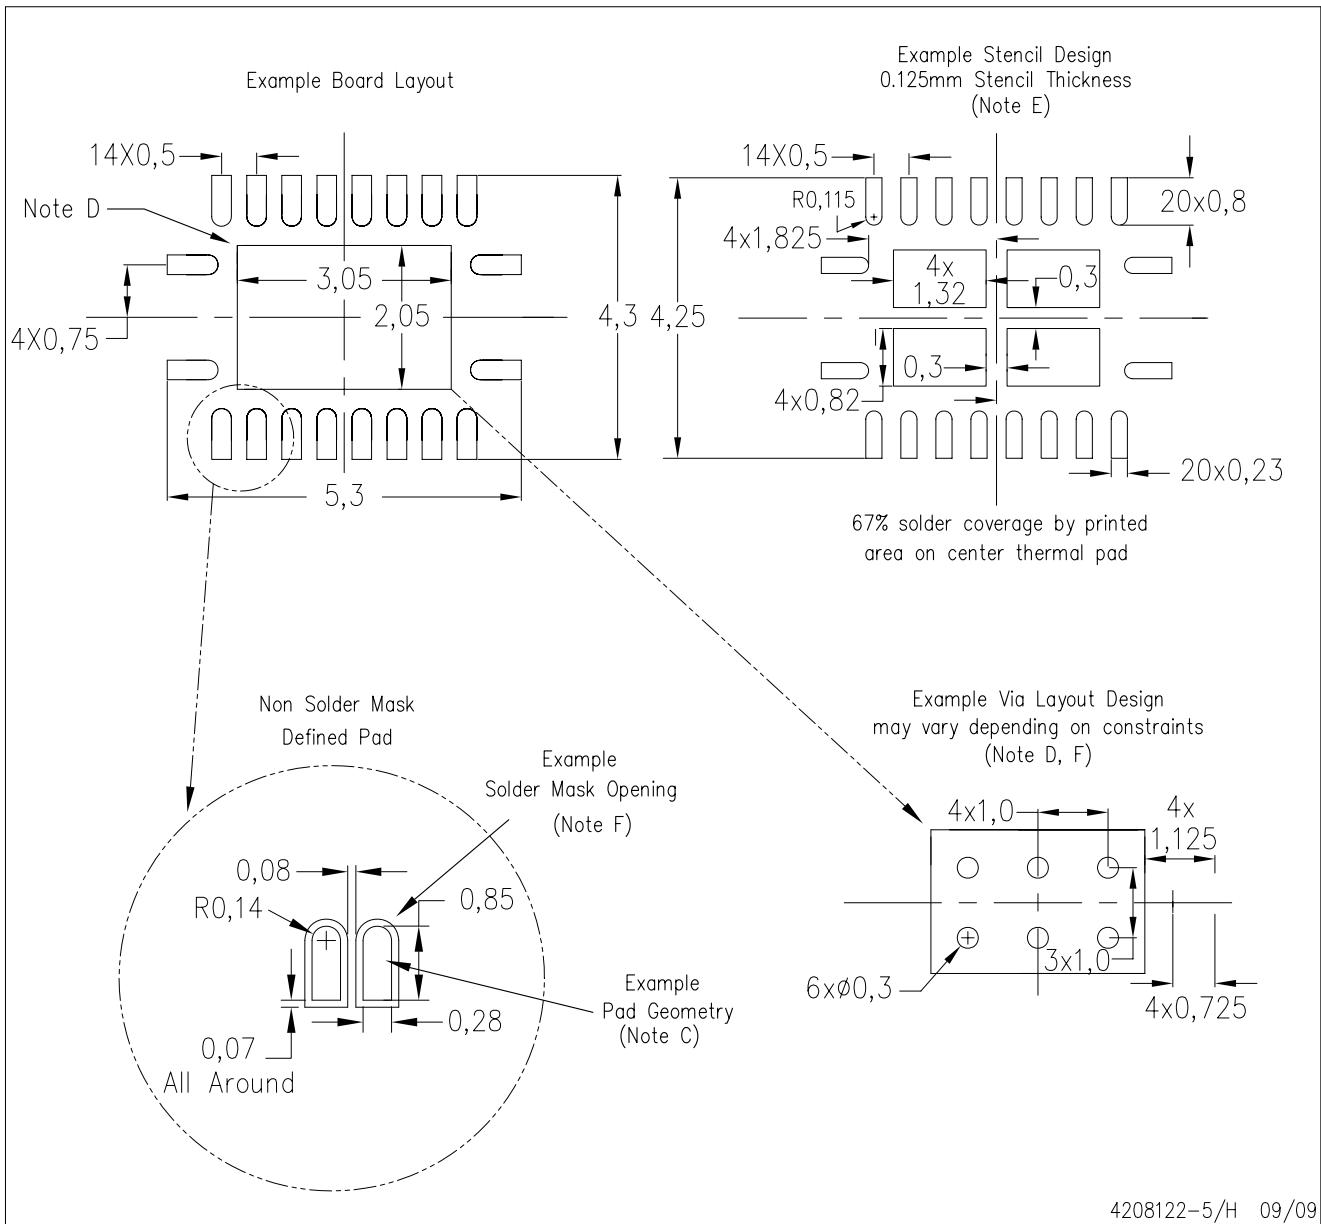 Example Board Layout
14X0,5
Note D
3,05
2,05
4X0,75
4,3
5,3
Example Stencil Design
0.125mm Stencil Thickness
(Note E)
14X0,5
R0,115
20x0,8
4x1,825
4x
1,32
0,3
4,25
0,3
4x0,82
20x0,23
67% solder coverage by printed
area on center thermal pad
Non Solder Mask
Defined Pad
Example
Solder Mask Opening
(Note F)
0,08
R0,14
0,85
Example
Pad Geometry
(Note C)
0,28
0,07
All Around
Example Via Layout Design
may vary depending on constraints
(Note D, F)
4x1,0
4x
1,125
3x1,0
6xø0,3
4x0,725
4208122-5/H 09/09